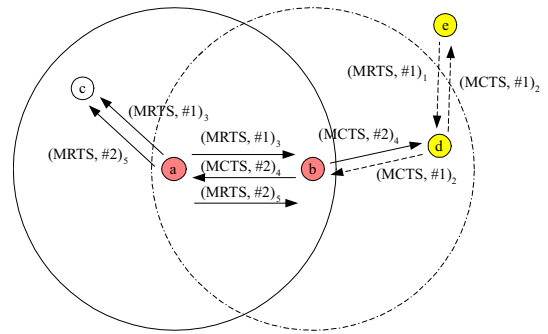 e
(MRTS, #1)1
(MCTS, #1)2
c
(MRTS, #1)3
(MRTS, #1)3
(MCTS, #2)4
d
(MRTS, #2)5
(MCTS, #2)4
a
b
(MCTS, #1)2
(MRTS, #2)5